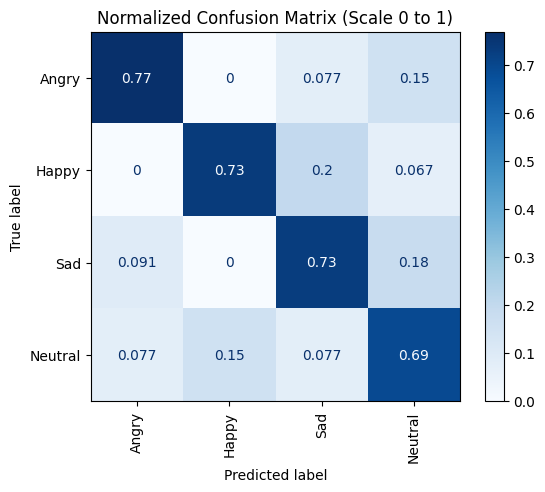 Normalized Confusion Matrix (Scale 0 to 1)
True label
Angry 0.77 0 0.077 0.15
Happy 0 0.73 0.2 0.067
Sad 0.091 0 0.73 0.18
Neutral 0.077 0.15 0.077 0.69
Angry Happy Sad Neutral
Predicted label
0.7
0.6
0.5
0.4
0.3
0.2
0.1
0.0